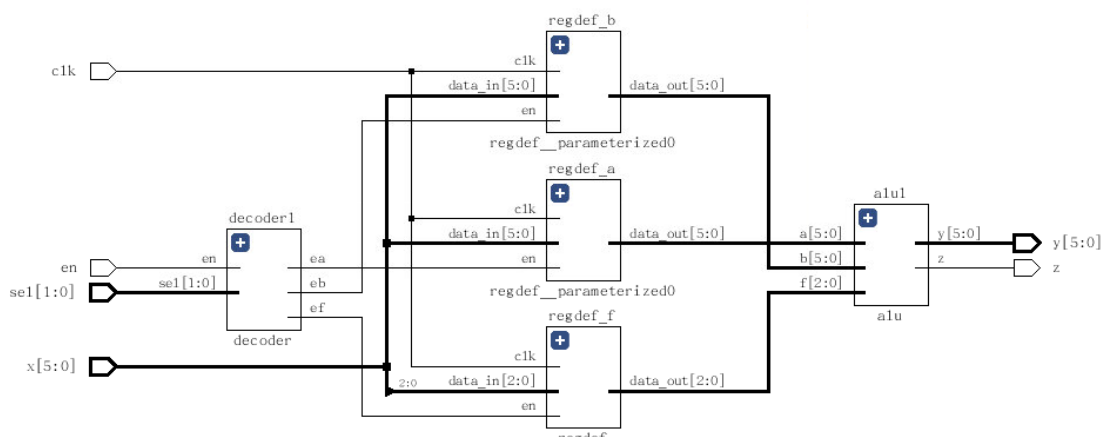 regdef_b
clk
clk
data_in[5:0]
data_out[5:0]
en
regdef__parameterized0
regdef_a
clk
alu1
decoder1
data_in[5:0]
data_out[5:0]
a[5:0]
y[5:0]
y[5:0]
en
en
ea
en
b[5:0]
z
z
sel[1:0]
sel[1:0]
eb
regdef__parameterized0
f[2:0]
ef
regdef_f
alu
decoder
clk
x[5:0]
2:0
data_in[2:0]
data_out[2:0]
en
regdef